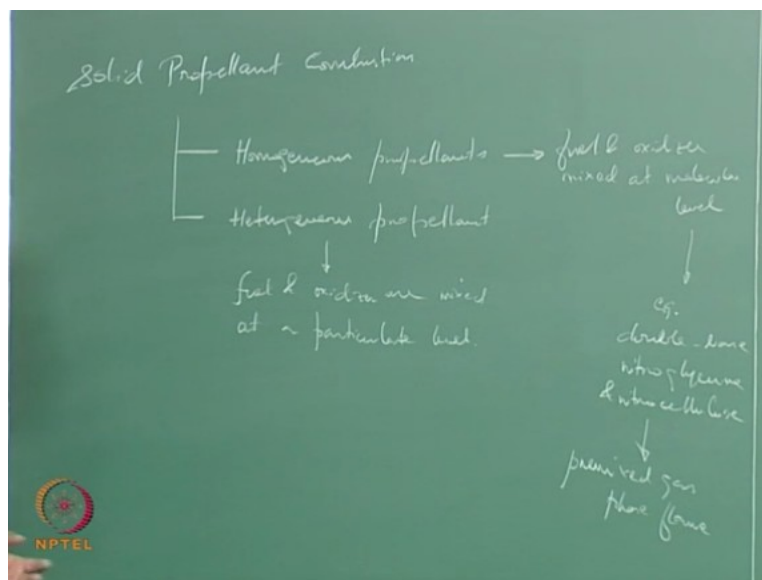 Solid Propellant Combustion
Homogeneous propellants → fuel & oxidizer
mixed at molecular
level
Heterogeneous propellant
fuel & oxidizer are mixed
at a particulate level.
eg.
double-base
nitroglycerine
& nitrocellulose
premixed gas
phase flame
NPTEL